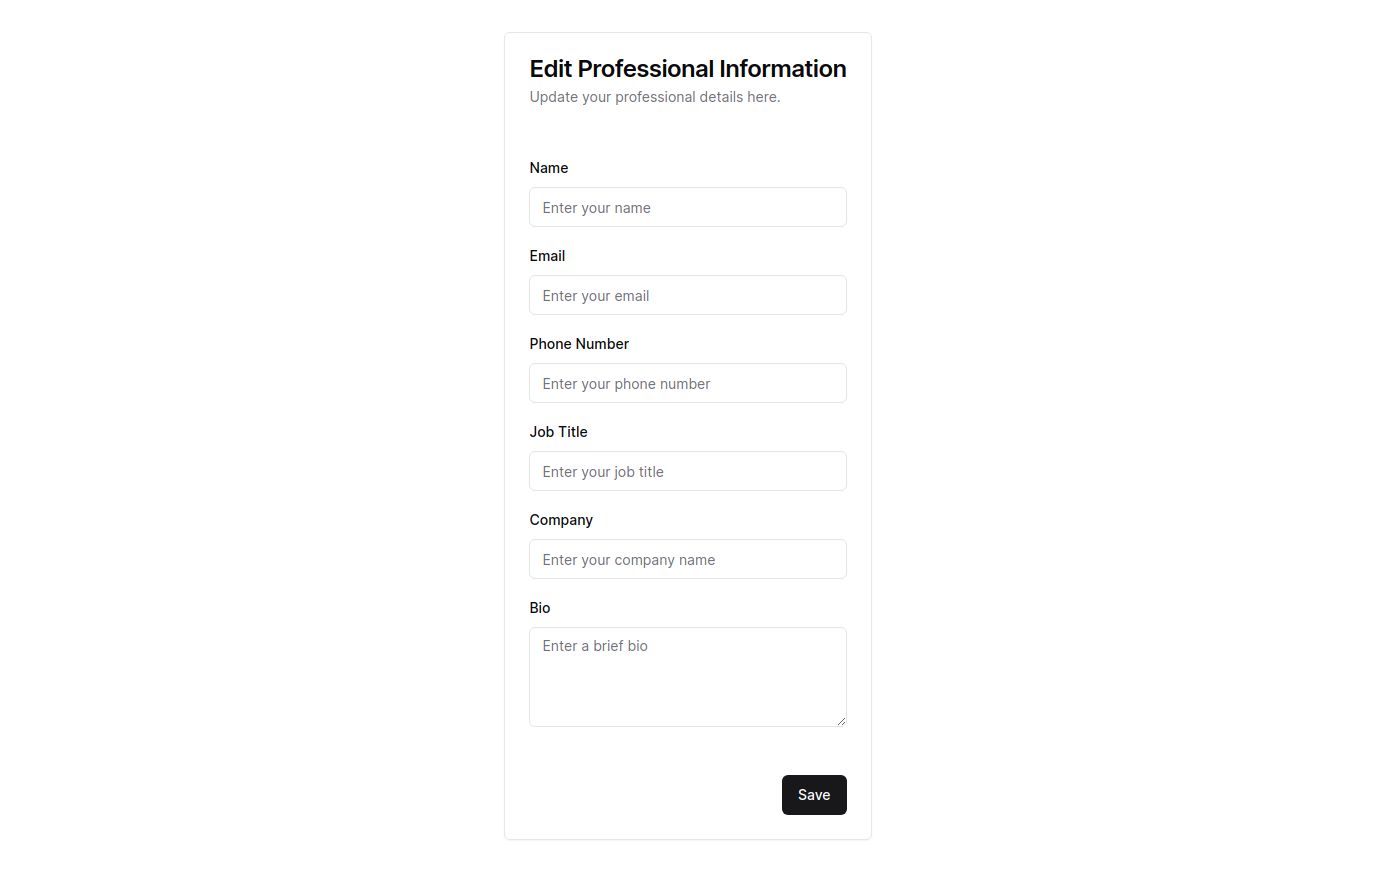 Edit Professional Information
Update your professional details here.
Name
Enter your name
Email
Enter your email
Phone Number
Enter your phone number
Job Title
Enter your job title
Company
Enter your company name
Bio
Enter a brief bio
Save